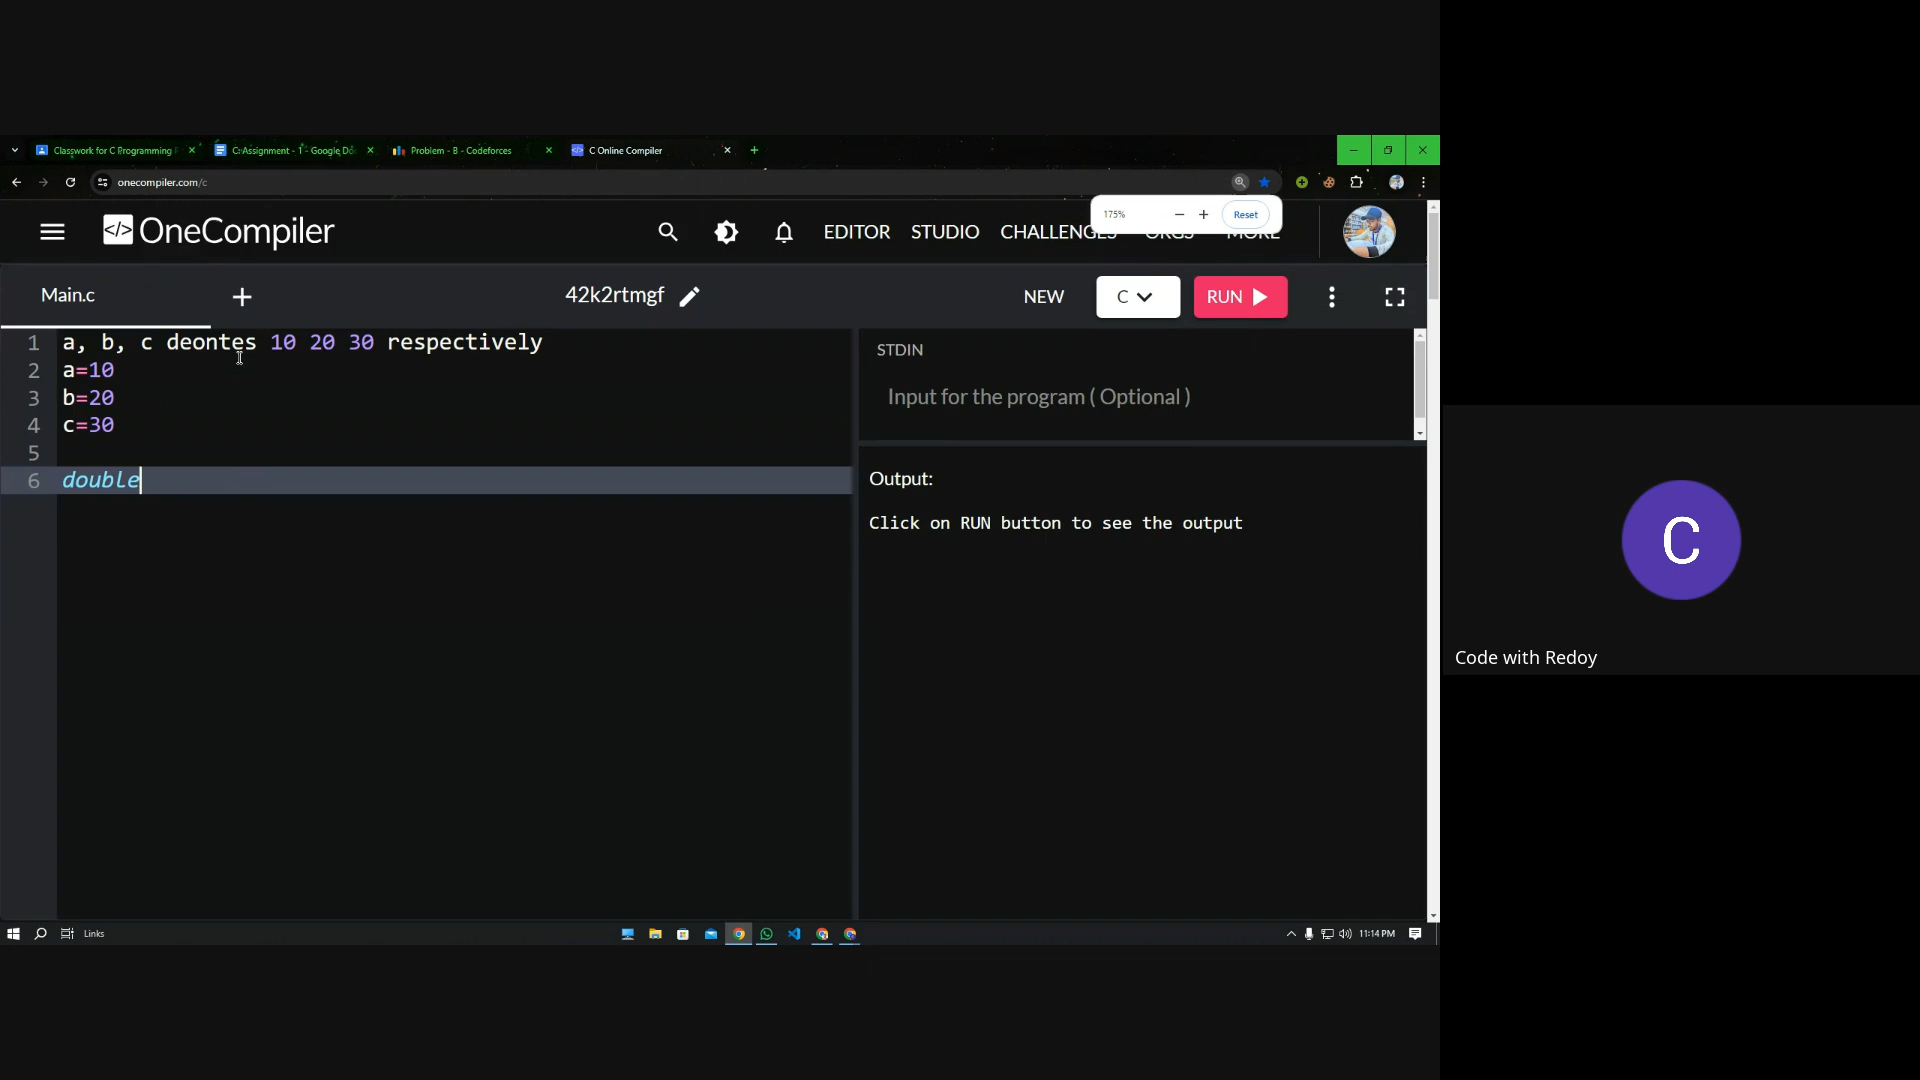 Classwork for C Programming
C Assignment - 1 - Google Do
Problem - B - Codeforces
C Online Compiler
onecompiler.com/c
175%
Reset
OneCompiler
EDITOR
STUDIO
CHALLENGES
ORGS
MORE
Main.c
42k2rtmgf
NEW
C
RUN
1 a, b, c deontes 10 20 30 respectively
2 a=10
3 b=20
4 c=30
5
6 double
STDIN
Input for the program ( Optional )
Output:
Click on RUN button to see the output
C
Code with Redoy
Links
11:14 PM